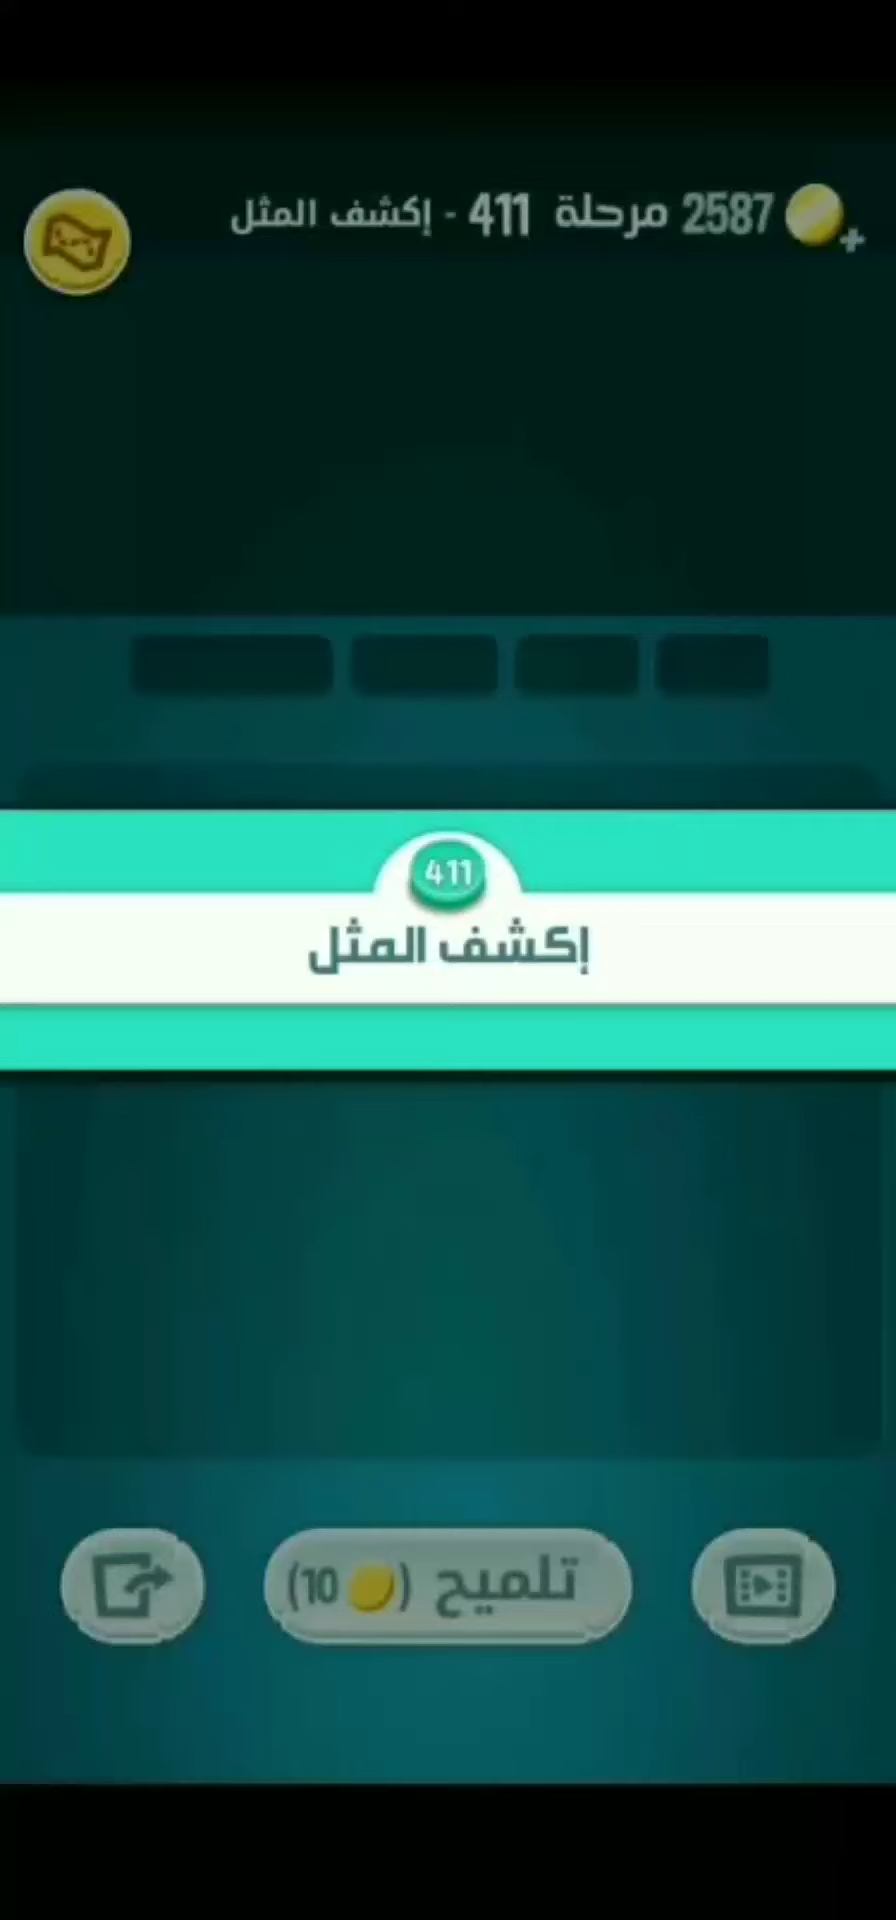 2587 مرحلة 411 - إكشف المثل
411
إكشف المثل
تلميح (10)